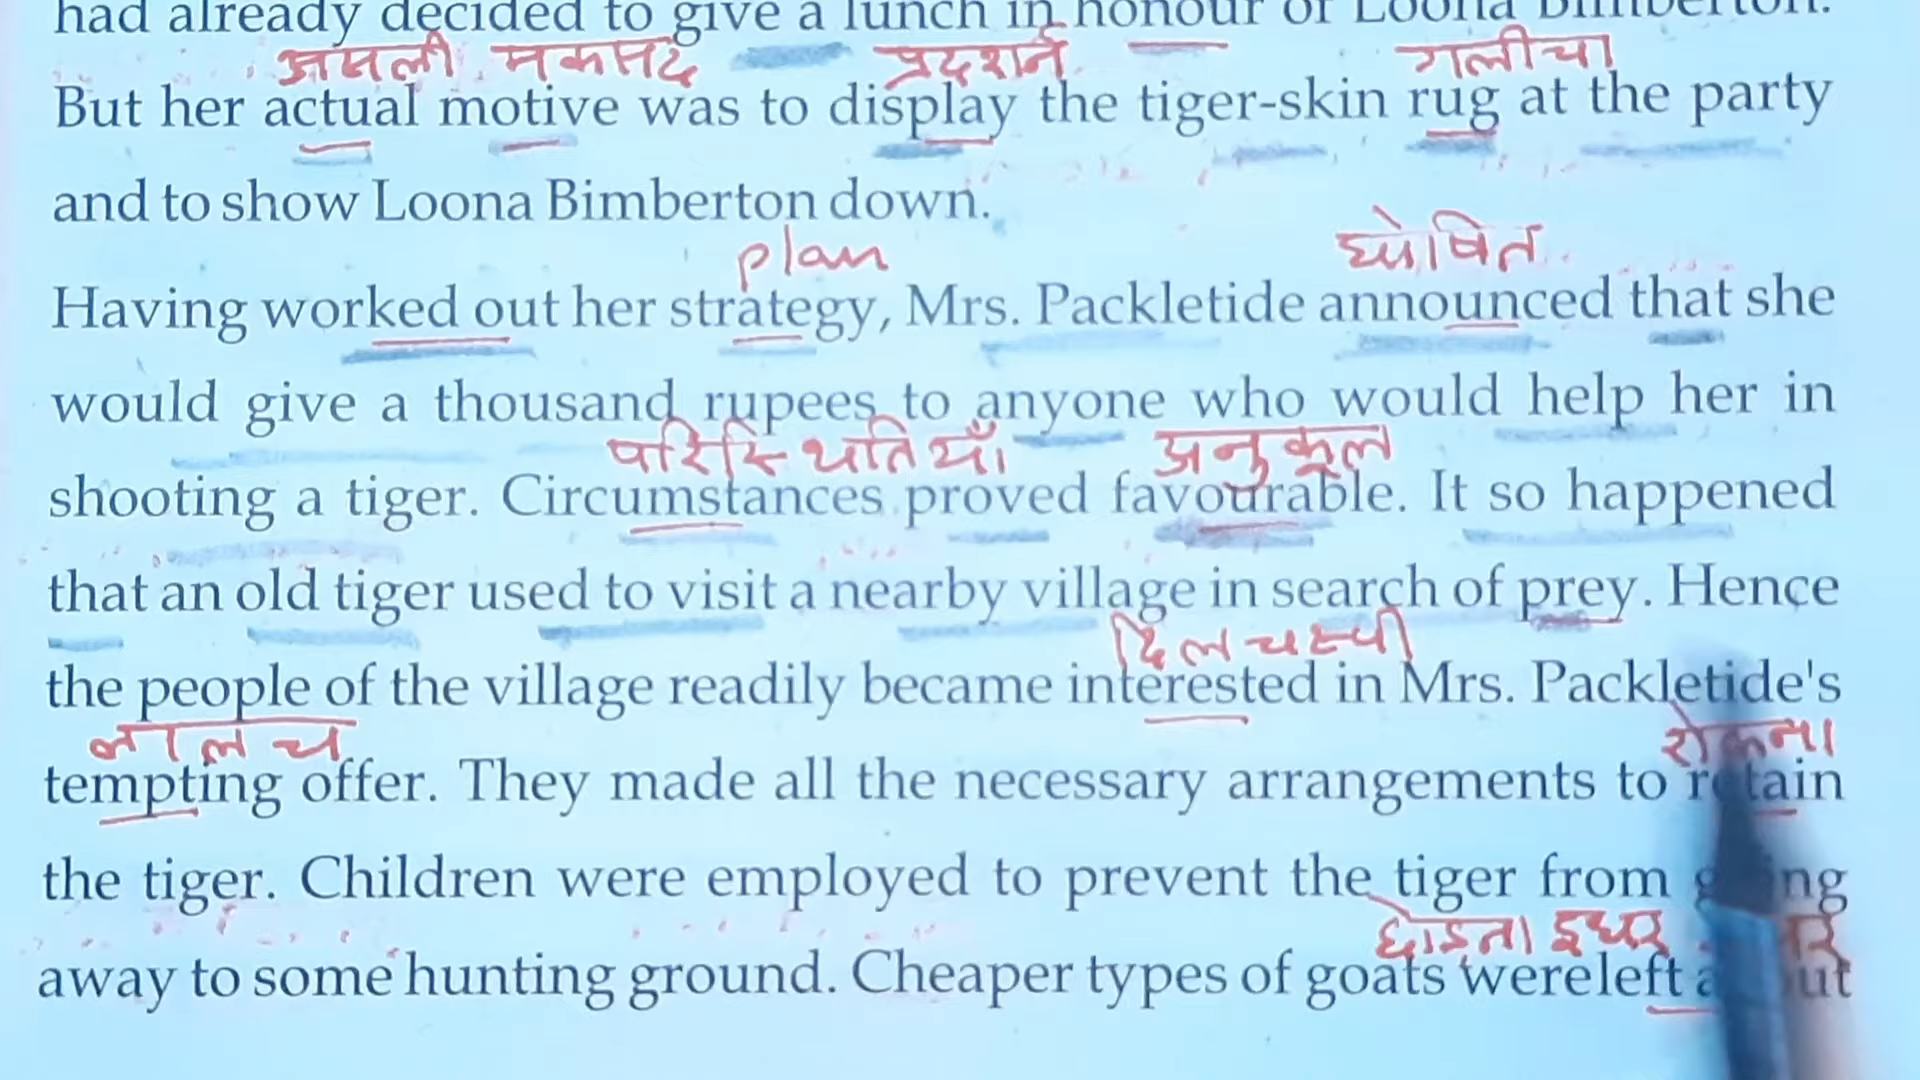 had already decided to give a lunch in honour of Loona Bimberton.
असली मकसद प्रदर्शन गलीचा
But her actual motive was to display the tiger-skin rug at the party
and to show Loona Bimberton down.
plan घोषित
Having worked out her strategy, Mrs. Packletide announced that she
would give a thousand rupees to anyone who would help her in
परिस्थितियाँ अनुकूल
shooting a tiger. Circumstances proved favourable. It so happened
that an old tiger used to visit a nearby village in search of prey. Hence
दिलचस्पी
the people of the village readily became interested in Mrs. Packletide's
लालच रोकना
tempting offer. They made all the necessary arrangements to retain
the tiger. Children were employed to prevent the tiger from going
छोड़ना इधर
away to some hunting ground. Cheaper types of goats wereleft about